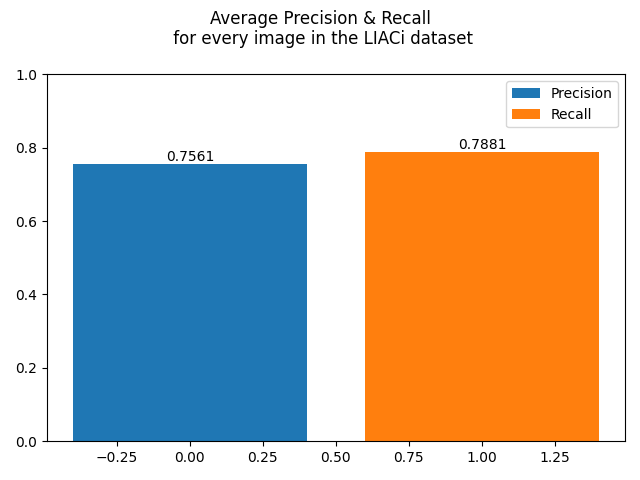 Average Precision & Recall
for every image in the LIACi dataset
1.0
Precision
Recall
0.8
0.7561
0.7881
0.6
0.4
0.2
0.0
−0.25 0.00 0.25 0.50 0.75 1.00 1.25